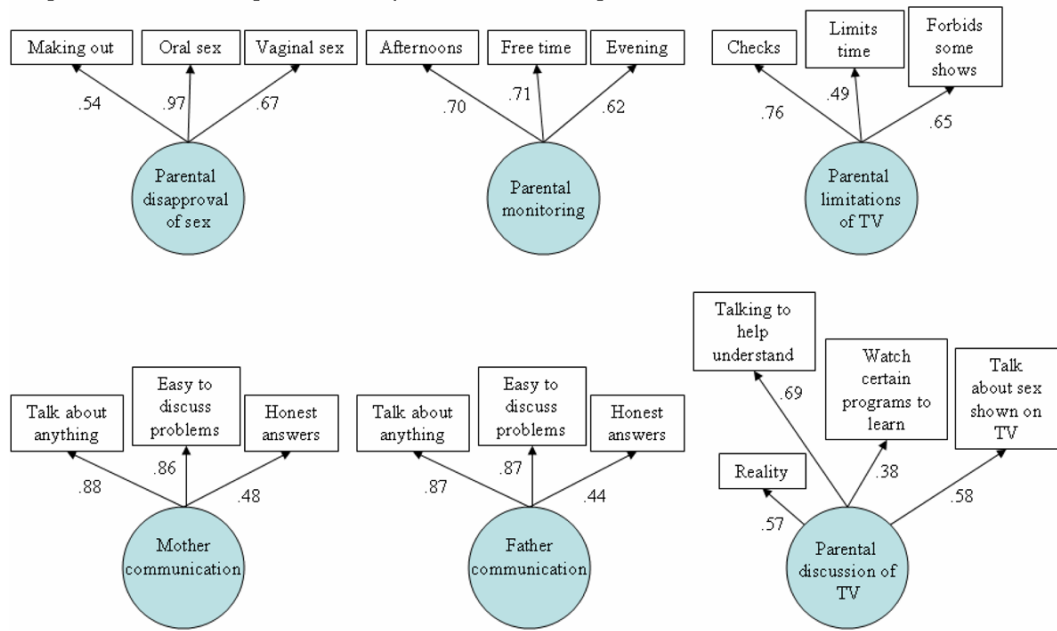 Making out
Oral sex
Vaginal sex
.54
.97
.67
Parental
disapproval
of sex
Afternoons
Free time
Evening
.70
.71
.62
Parental
monitoring
Checks
Limits
time
Forbids
some
shows
.76
.49
.65
Parental
limitations
of TV
Talk about
anything
Easy to
discuss
problems
Honest
answers
.88
.86
.48
Mother
communication
Talk about
anything
Easy to
discuss
problems
Honest
answers
.87
.87
.44
Father
communication
Talking to
help
understand
Watch
certain
programs to
learn
Talk
about sex
shown on
TV
Reality
.69
.38
.58
.57
Parental
discussion of
TV